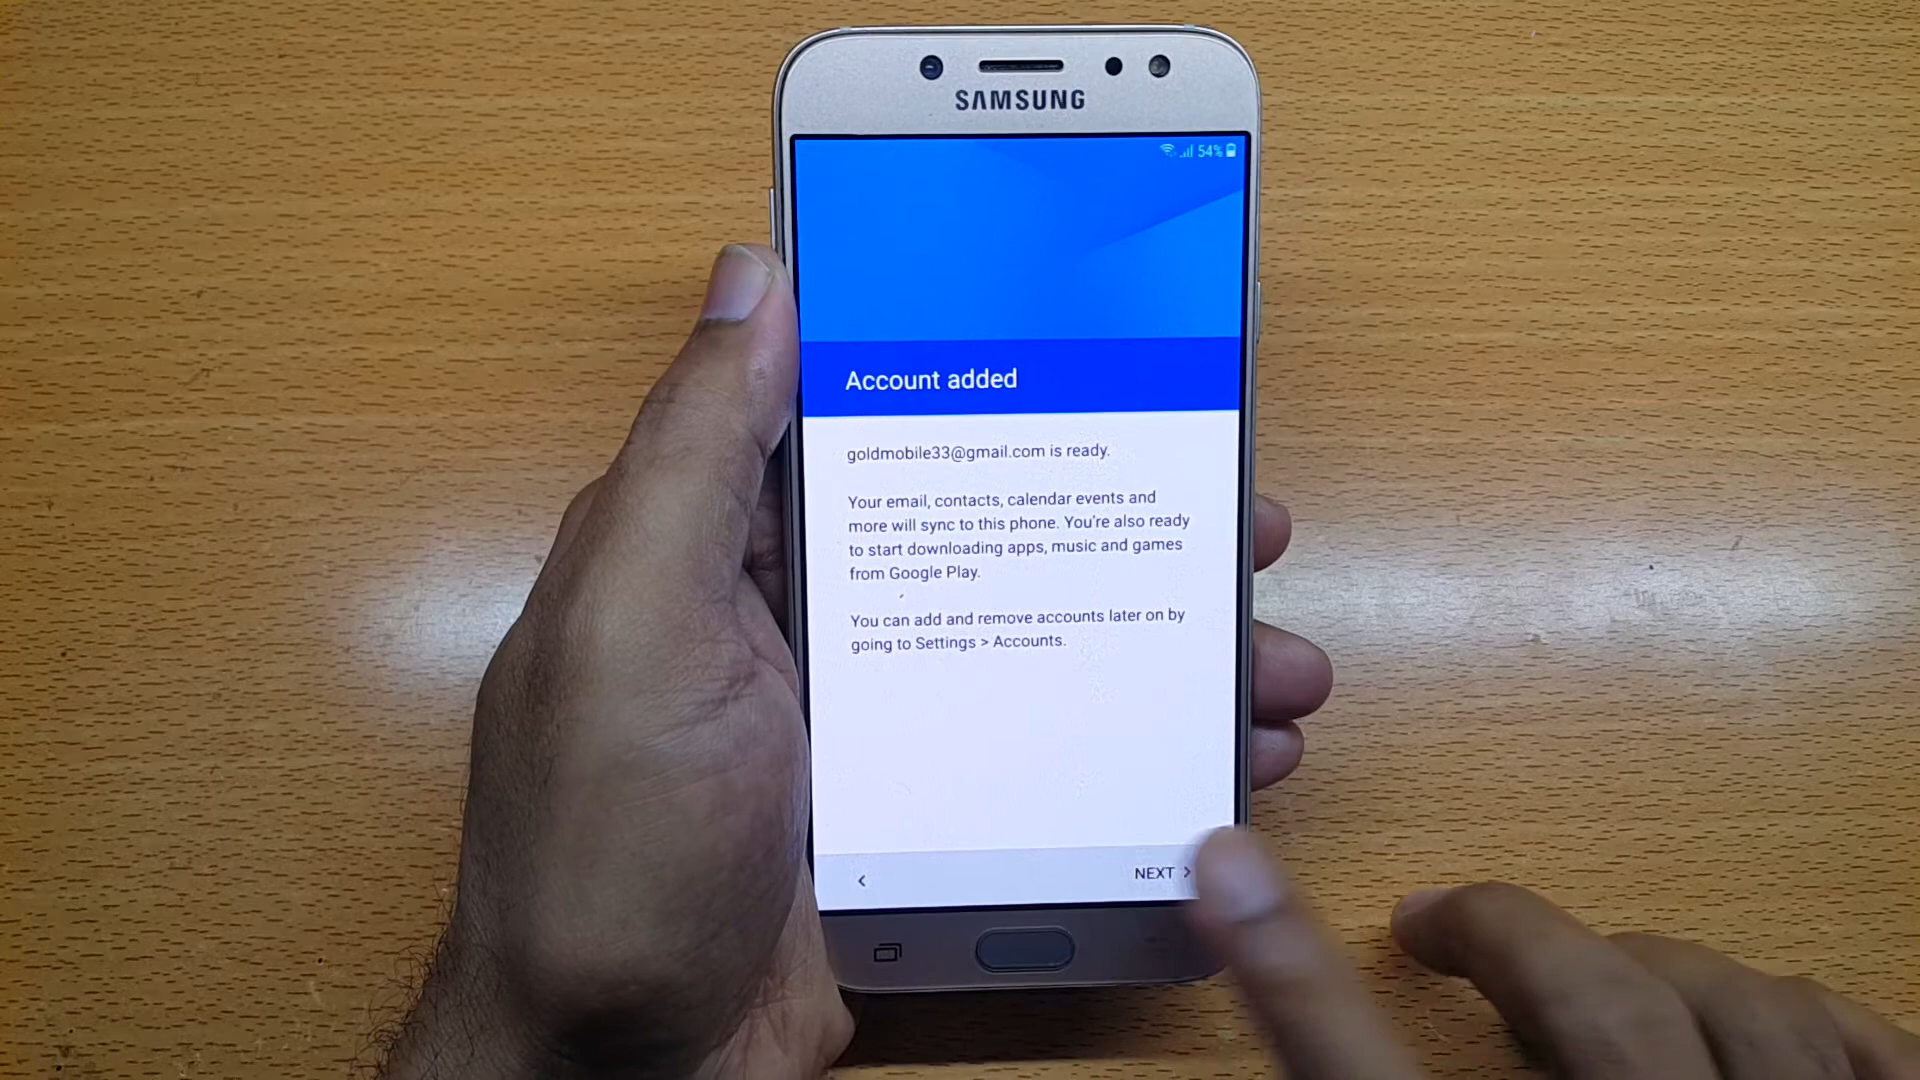 SAMSUNG
54%
Account added
goldmobile33@gmail.com is ready.
Your email, contacts, calendar events and
more will sync to this phone. You're also ready
to start downloading apps, music and games
from Google Play.
You can add and remove accounts later on by
going to Settings > Accounts.
< NEXT >